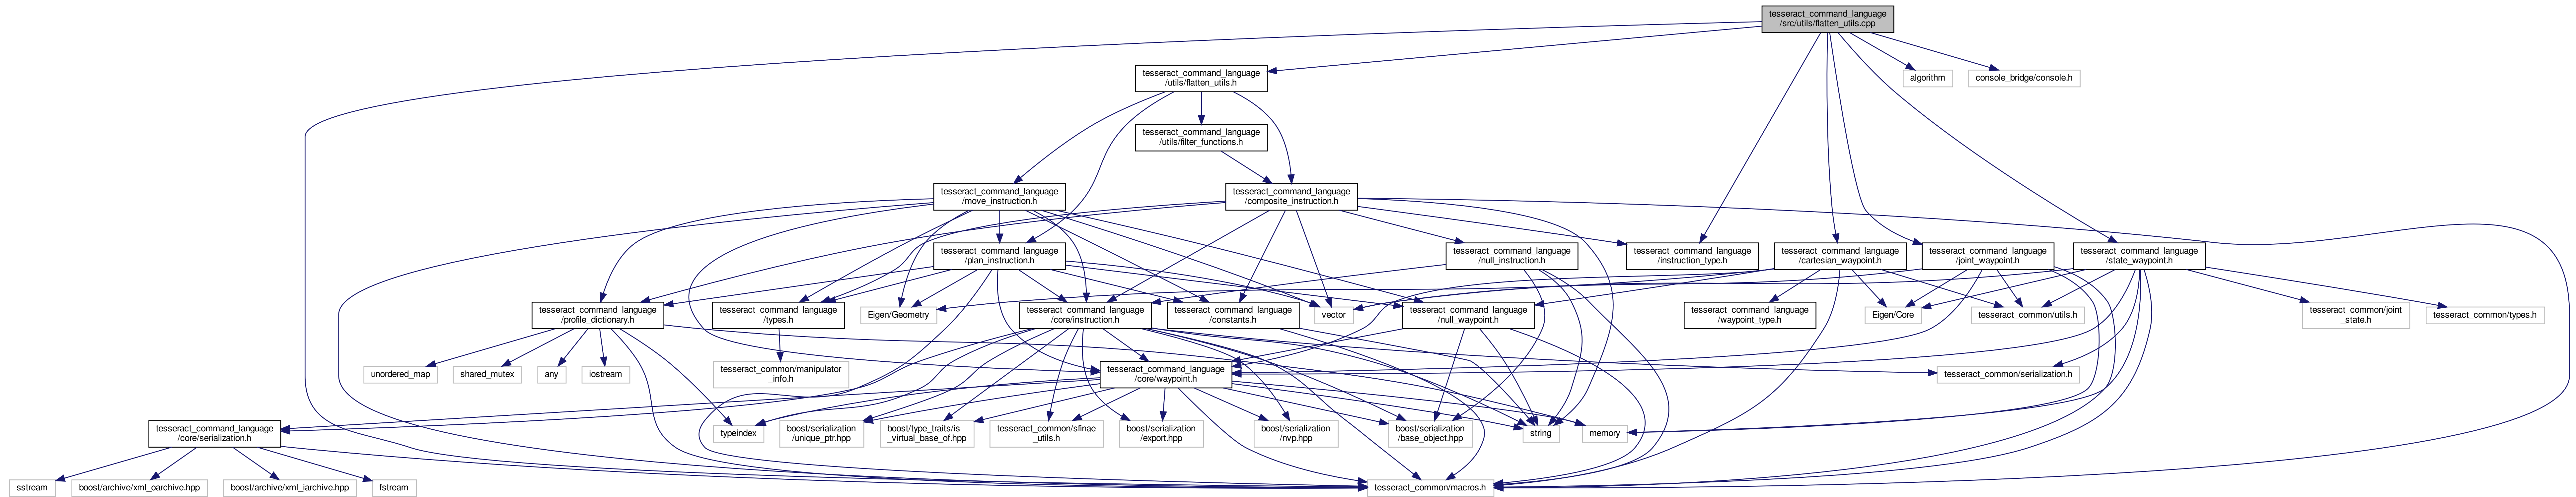 tesseract_command_language
/src/utils/flatten_utils.cpp
tesseract_command_language
/utils/flatten_utils.h
algorithm
console_bridge/console.h
tesseract_command_language
/utils/filter_functions.h
tesseract_command_language
/move_instruction.h
tesseract_command_language
/composite_instruction.h
tesseract_command_language
/plan_instruction.h
tesseract_command_language
/null_instruction.h
tesseract_command_language
/instruction_type.h
tesseract_command_language
/cartesian_waypoint.h
tesseract_command_language
/joint_waypoint.h
tesseract_command_language
/state_waypoint.h
tesseract_command_language
/profile_dictionary.h
tesseract_command_language
/types.h
Eigen/Geometry
tesseract_command_language
/core/instruction.h
tesseract_command_language
/constants.h
vector
tesseract_command_language
/null_waypoint.h
tesseract_command_language
/waypoint_type.h
Eigen/Core
tesseract_common/utils.h
tesseract_common/joint
_state.h
tesseract_common/types.h
unordered_map
shared_mutex
any
iostream
tesseract_common/manipulator
_info.h
tesseract_command_language
/core/waypoint.h
tesseract_common/serialization.h
tesseract_command_language
/core/serialization.h
typeindex
boost/serialization
/unique_ptr.hpp
boost/type_traits/is
_virtual_base_of.hpp
tesseract_common/sfinae
_utils.h
boost/serialization
/export.hpp
boost/serialization
/nvp.hpp
boost/serialization
/base_object.hpp
string
memory
sstream
boost/archive/xml_oarchive.hpp
boost/archive/xml_iarchive.hpp
fstream
tesseract_common/macros.h